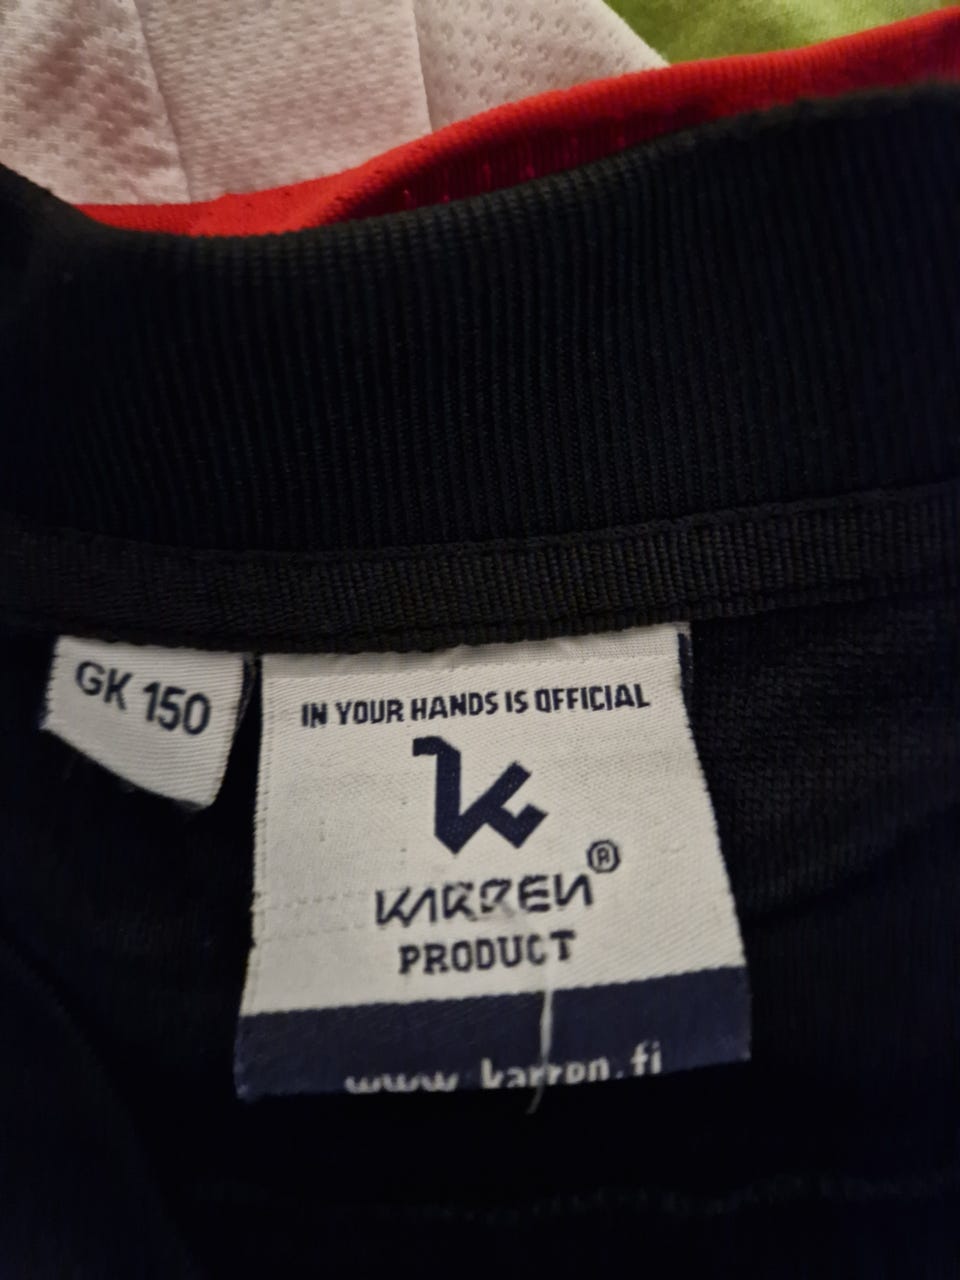 GK 150
IN YOUR HANDS IS OFFICIAL
KARREN®
PRODUCT
www.karren.fi